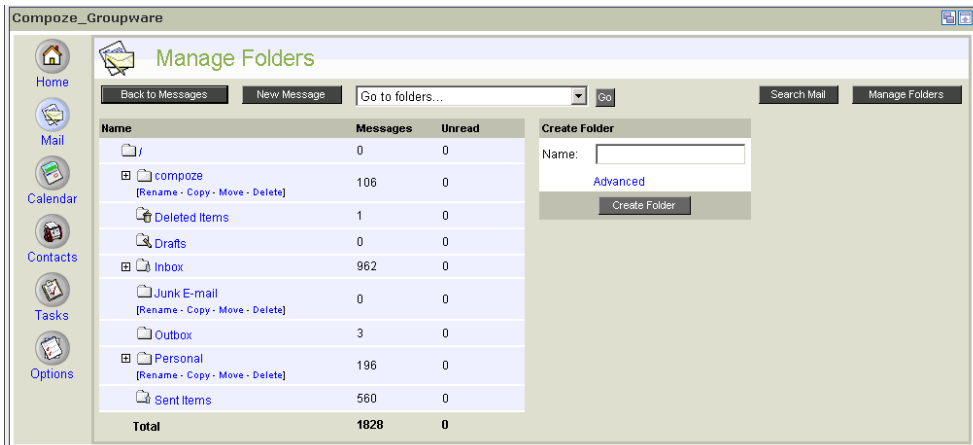 Compoze_Groupware
Home
Mail
Calendar
Contacts
Tasks
Options
Manage Folders
Back to Messages New Message Go to folders... Go Search Mail Manage Folders
Name Messages Unread
/ 0 0
compoze 106 0
[Rename - Copy - Move - Delete]
Deleted Items 1 0
Drafts 0 0
Inbox 962 0
Junk E-mail 0 0
[Rename - Copy - Move - Delete]
Outbox 3 0
Personal 196 0
[Rename - Copy - Move - Delete]
Sent Items 560 0
Total 1828 0
Create Folder
Name:
Advanced
Create Folder